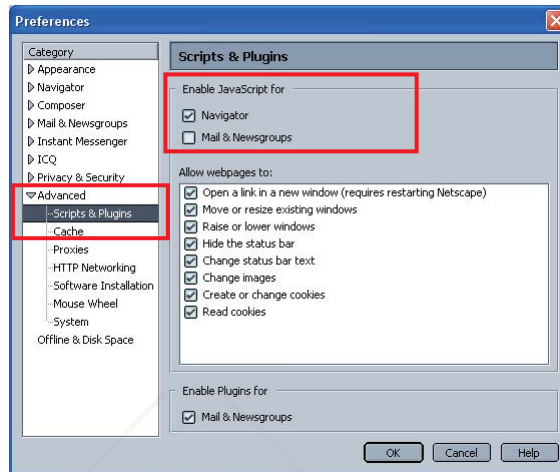 Preferences
Category
Appearance
Navigator
Composer
Mail & Newsgroups
Instant Messenger
ICQ
Privacy & Security
Advanced
Scripts & Plugins
Cache
Proxies
HTTP Networking
Software Installation
Mouse Wheel
System
Offline & Disk Space
Scripts & Plugins
Enable JavaScript for
Navigator
Mail & Newsgroups
Allow webpages to:
Open a link in a new window (requires restarting Netscape)
Move or resize existing windows
Raise or lower windows
Hide the status bar
Change status bar text
Change images
Create or change cookies
Read cookies
Enable Plugins for
Mail & Newsgroups
OK Cancel Help